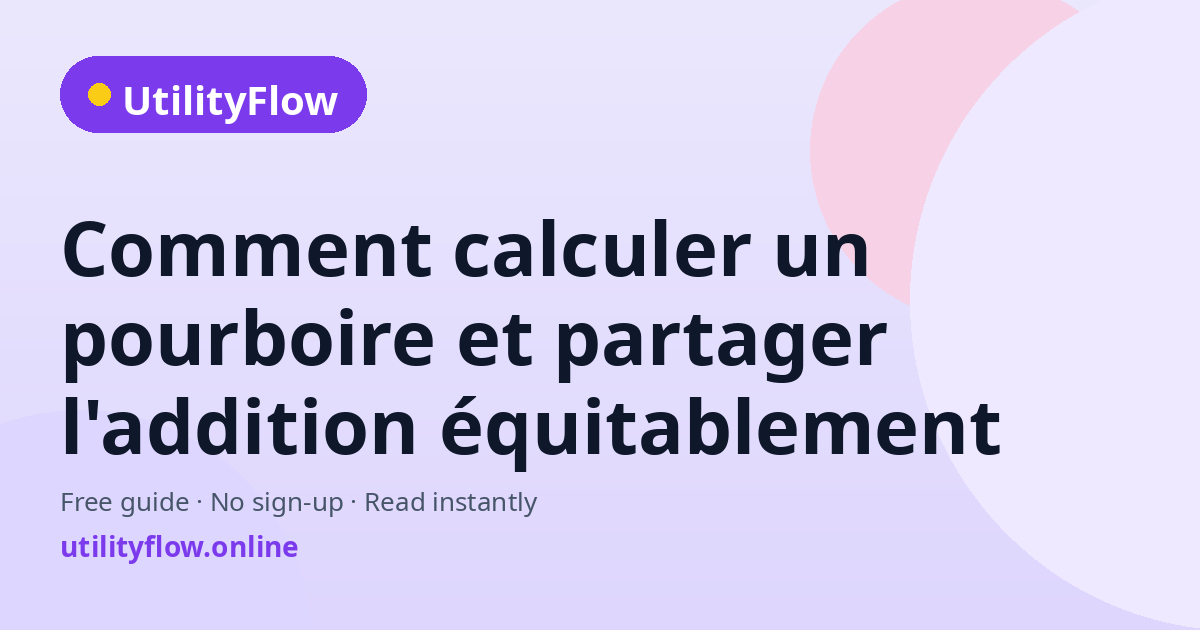 UtilityFlow
Comment calculer un
pourboire et partager
l'addition équitablement
Free guide · No sign-up · Read instantly
utilityflow.online